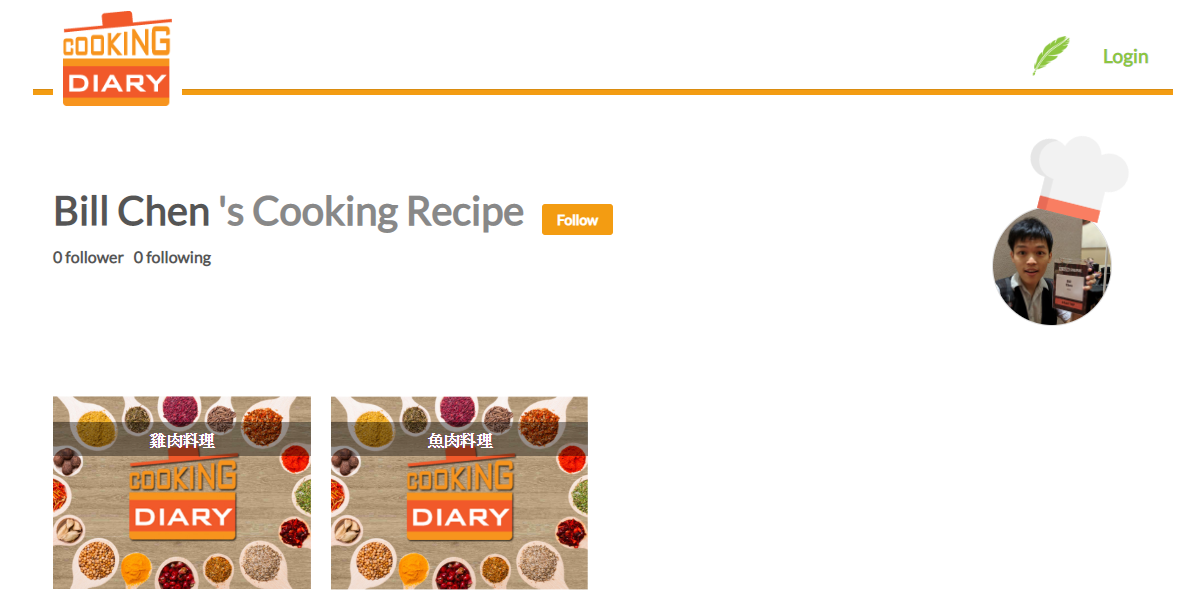 COOKING
DIARY
Login
Bill Chen 's Cooking Recipe
Follow
0 follower 0 following
雞肉料理
COOKING
DIARY
魚肉料理
COOKING
DIARY